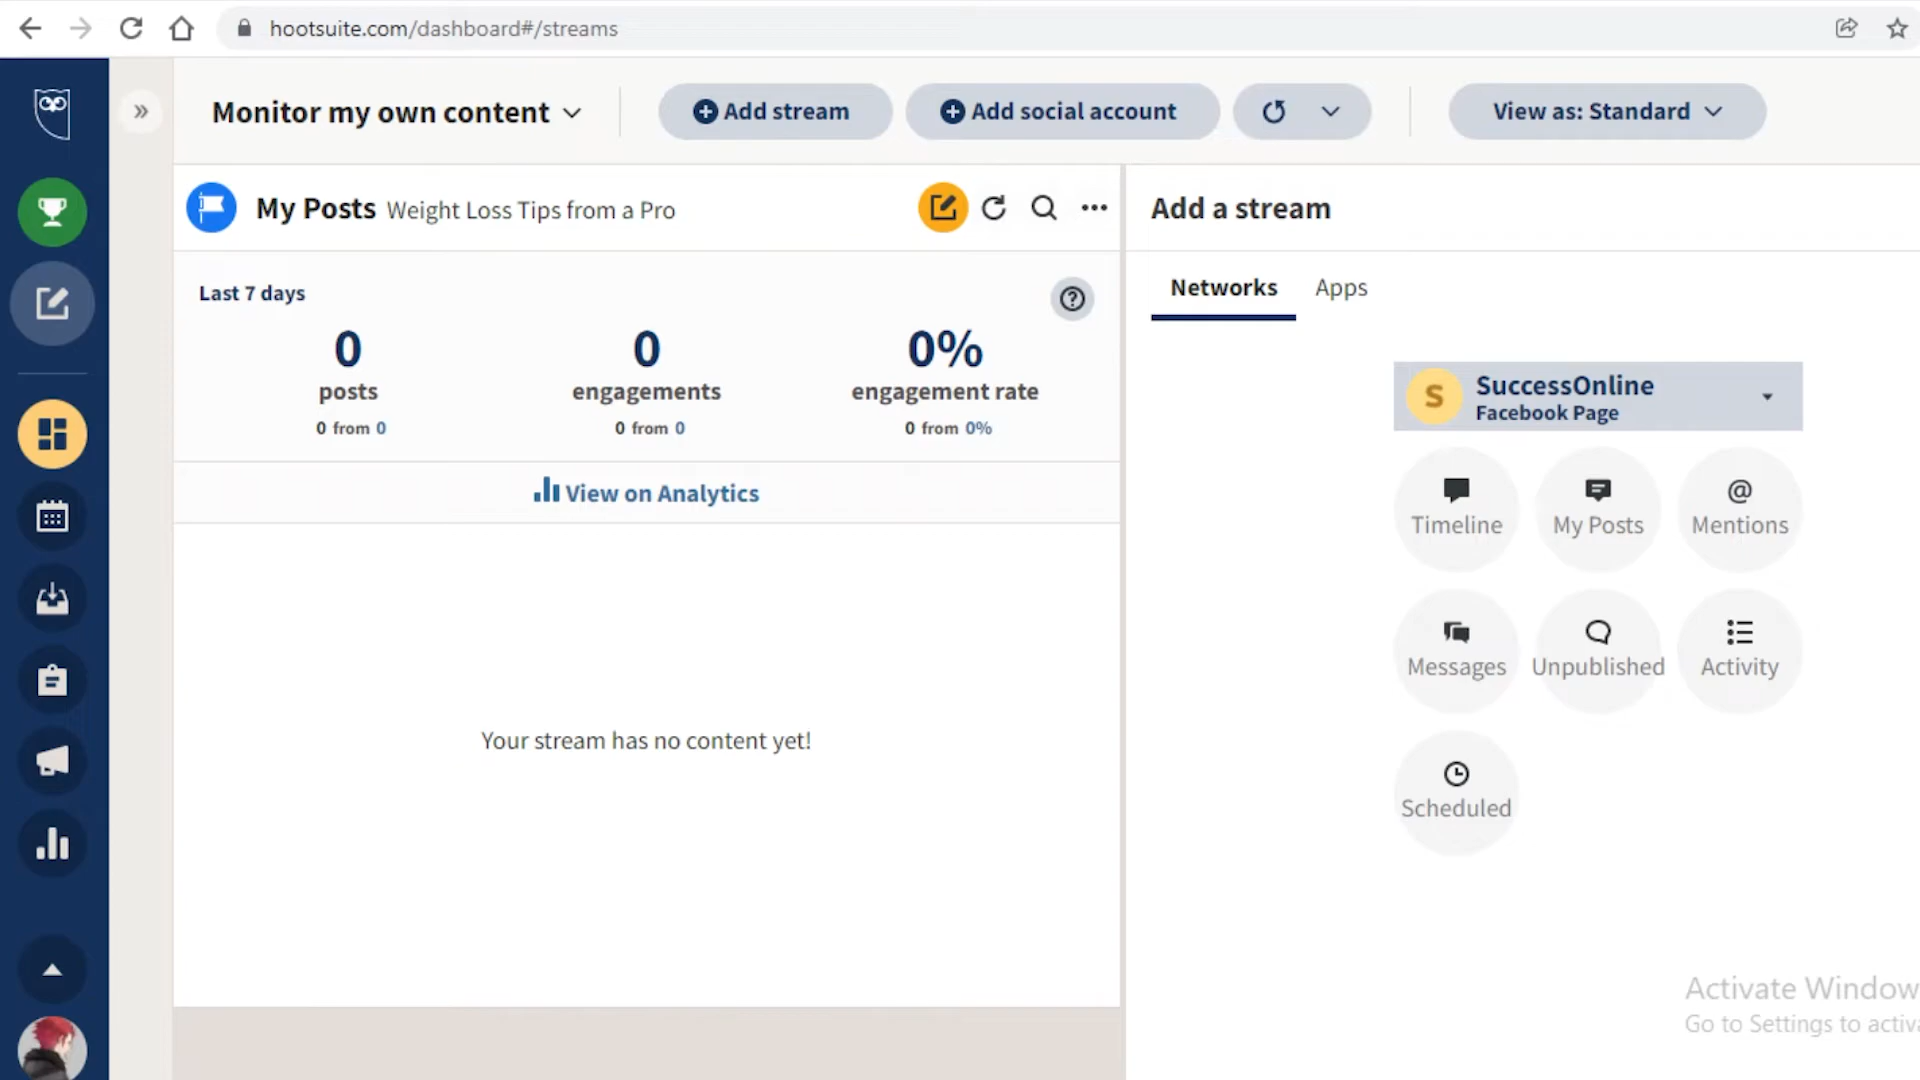 hootsuite.com/dashboard#/streams
Monitor my own content
Add stream
Add social account
View as: Standard
My Posts Weight Loss Tips from a Pro
Last 7 days
0
posts
0 from 0
0
engagements
0 from 0
0%
engagement rate
0 from 0%
View on Analytics
Your stream has no content yet!
Add a stream
Networks
Apps
S
SuccessOnline
Facebook Page
Timeline
My Posts
@
Mentions
Messages
Unpublished
Activity
Scheduled
Activate Window
Go to Settings to activa